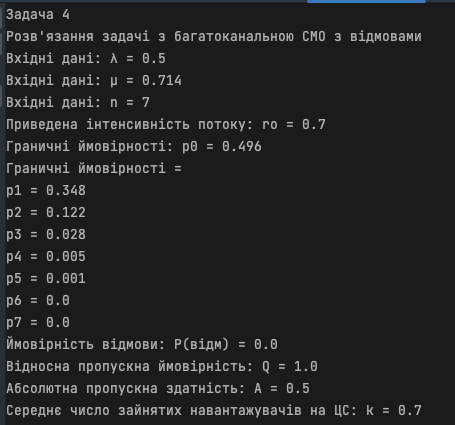 Задача 4
Розв'язання задачі з багатоканальною СМО з відмовами
Вхідні дані: λ = 0.5
Вхідні дані: μ = 0.714
Вхідні дані: n = 7
Приведена інтенсивність потоку: ro = 0.7
Граничні ймовірності: p0 = 0.496
Граничні ймовірності =
p1 = 0.348
p2 = 0.122
p3 = 0.028
p4 = 0.005
p5 = 0.001
p6 = 0.0
p7 = 0.0
Ймовірність відмови: P(відм) = 0.0
Відносна пропускна ймовірність: Q = 1.0
Абсолютна пропускна здатність: A = 0.5
Середнє число зайнятих навантажувачів на ЦС: k = 0.7